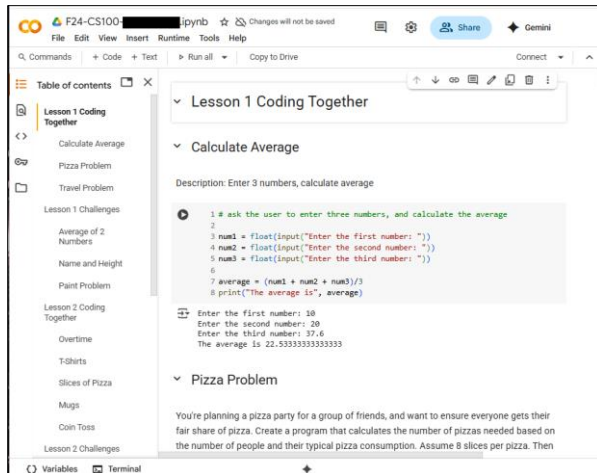 F24-CS100- .ipynb Changes will not be saved
File Edit View Insert Runtime Tools Help
Share
Gemini
Commands + Code + Text Run all Copy to Drive Connect
Table of contents
Lesson 1 Coding Together
Calculate Average
Pizza Problem
Travel Problem
Lesson 1 Challenges
Average of 2 Numbers
Name and Height
Paint Problem
Lesson 2 Coding Together
Overtime
T-Shirts
Slices of Pizza
Mugs
Coin Toss
Lesson 2 Challenges
Lesson 1 Coding Together
Calculate Average
Description: Enter 3 numbers, calculate average
1 # ask the user to enter three numbers, and calculate the average
2
3 num1 = float(input("Enter the first number: "))
4 num2 = float(input("Enter the second number: "))
5 num3 = float(input("Enter the third number: "))
6
7 average = (num1 + num2 + num3)/3
8 print("The average is", average)
Enter the first number: 10
Enter the second number: 20
Enter the third number: 37.6
The average is 22.53333333333333
Pizza Problem
You're planning a pizza party for a group of friends, and want to ensure everyone gets their
fair share of pizza. Create a program that calculates the number of pizzas needed based on
the number of people and their typical pizza consumption. Assume 8 slices per pizza. Then
Variables Terminal